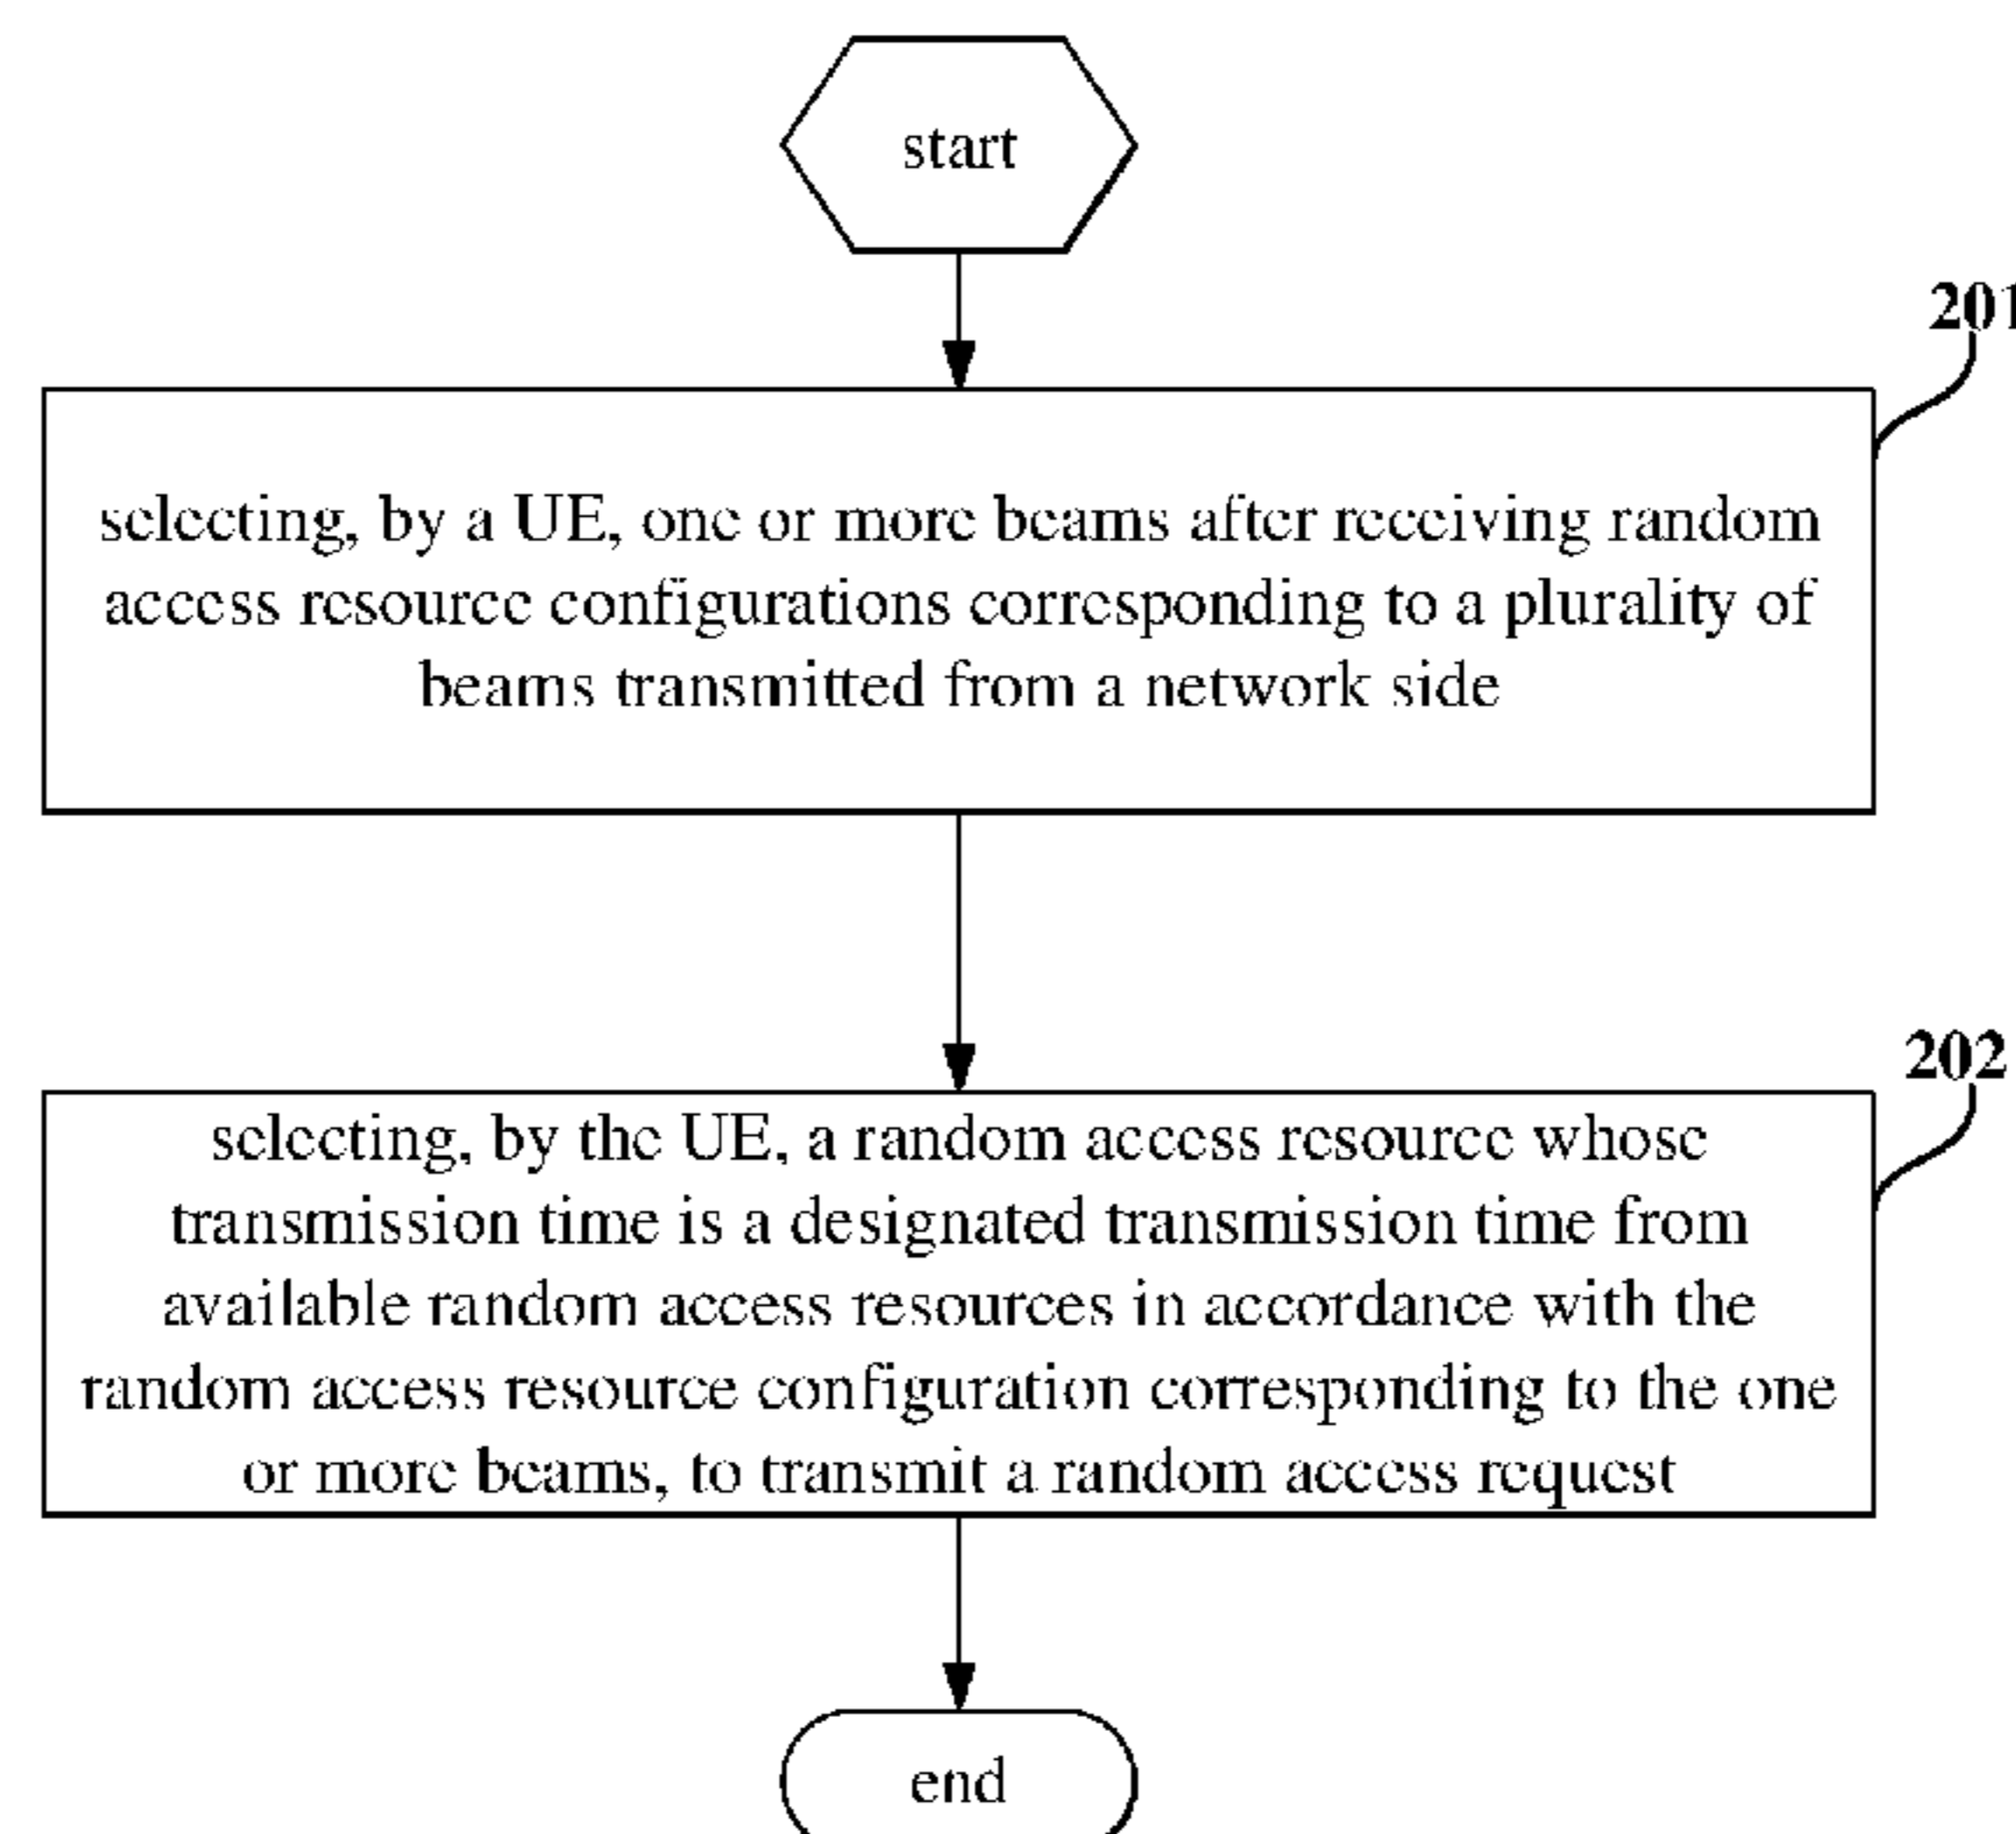 start
201
selecting, by a UE, one or more beams after receiving random
access resource configurations corresponding to a plurality of
beams transmitted from a network side
202
selecting, by the UE, a random access resource whose
transmission time is a designated transmission time from
available random access resources in accordance with the
random access resource configuration corresponding to the one
or more beams, to transmit a random access request
end